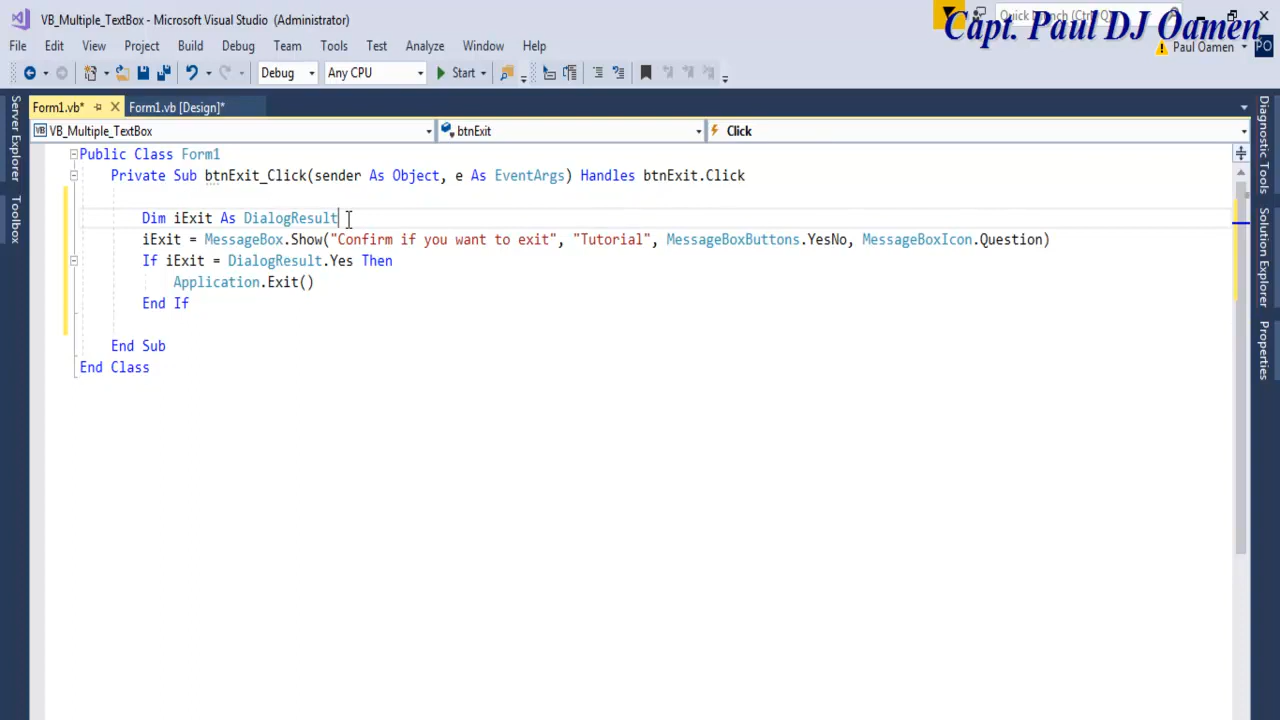 VB_Multiple_TextBox - Microsoft Visual Studio (Administrator)
Quick Launch (Ctrl+Q)
Capt. Paul DJ Oamen
File Edit View Project Build Debug Team Tools Test Analyze Window Help
Paul Oamen PO
Debug Any CPU Start
Form1.vb* Form1.vb [Design]*
VB_Multiple_TextBox btnExit Click
Server Explorer
Toolbox
Diagnostic Tools
Solution Explorer
Properties
Public Class Form1
Private Sub btnExit_Click(sender As Object, e As EventArgs) Handles btnExit.Click
Dim iExit As DialogResult
iExit = MessageBox.Show("Confirm if you want to exit", "Tutorial", MessageBoxButtons.YesNo, MessageBoxIcon.Question)
If iExit = DialogResult.Yes Then
Application.Exit()
End If
End Sub
End Class